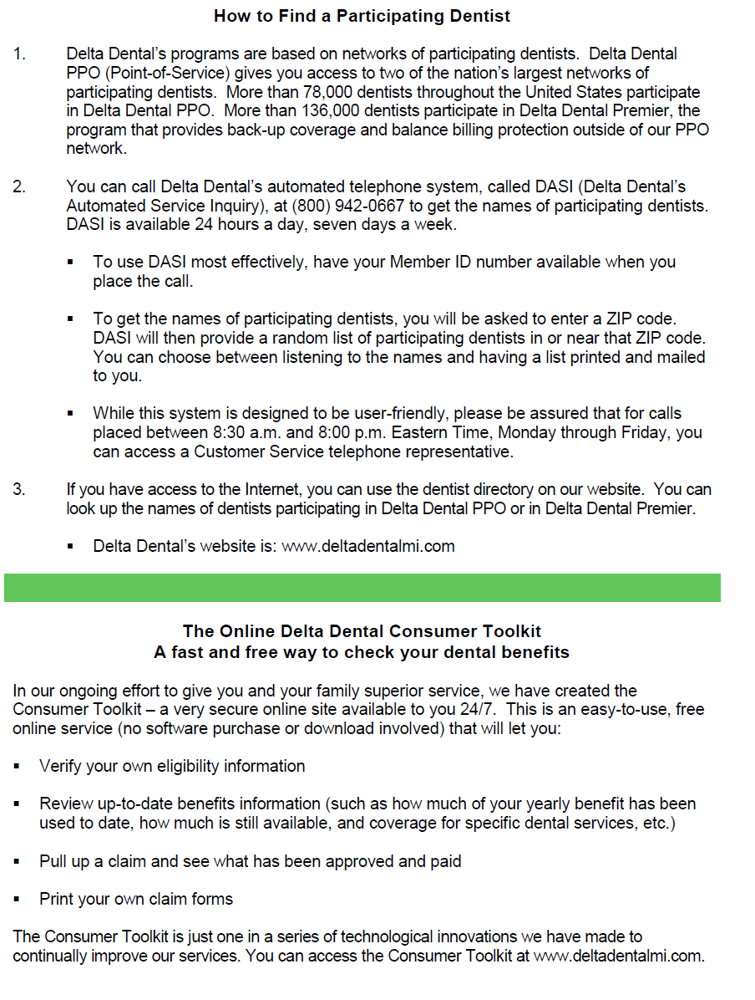 How to Find a Participating Dentist
1. Delta Dental’s programs are based on networks of participating dentists.  Delta Dental
PPO (Point-of-Service) gives you access to two of the nation’s largest networks of
participating dentists.  More than 78,000 dentists throughout the United States participate
in Delta Dental PPO.  More than 136,000 dentists participate in Delta Dental Premier, the
program that provides back-up coverage and balance billing protection outside of our PPO
network.
2. You can call Delta Dental’s automated telephone system, called DASI (Delta Dental’s
Automated Service Inquiry), at (800) 942-0667 to get the names of participating dentists.
DASI is available 24 hours a day, seven days a week.
▪ To use DASI most effectively, have your Member ID number available when you
place the call.
▪ To get the names of participating dentists, you will be asked to enter a ZIP code.
DASI will then provide a random list of participating dentists in or near that ZIP code.
You can choose between listening to the names and having a list printed and mailed
to you.
▪ While this system is designed to be user-friendly, please be assured that for calls
placed between 8:30 a.m. and 8:00 p.m. Eastern Time, Monday through Friday, you
can access a Customer Service telephone representative.
3. If you have access to the Internet, you can use the dentist directory on our website.  You can
look up the names of dentists participating in Delta Dental PPO or in Delta Dental Premier.
▪ Delta Dental’s website is: www.deltadentalmi.com
The Online Delta Dental Consumer Toolkit
A fast and free way to check your dental benefits
In our ongoing effort to give you and your family superior service, we have created the
Consumer Toolkit – a very secure online site available to you 24/7.  This is an easy-to-use, free
online service (no software purchase or download involved) that will let you:
▪ Verify your own eligibility information
▪ Review up-to-date benefits information (such as how much of your yearly benefit has been
used to date, how much is still available, and coverage for specific dental services, etc.)
▪ Pull up a claim and see what has been approved and paid
▪ Print your own claim forms
The Consumer Toolkit is just one in a series of technological innovations we have made to
continually improve our services. You can access the Consumer Toolkit at www.deltadentalmi.com.